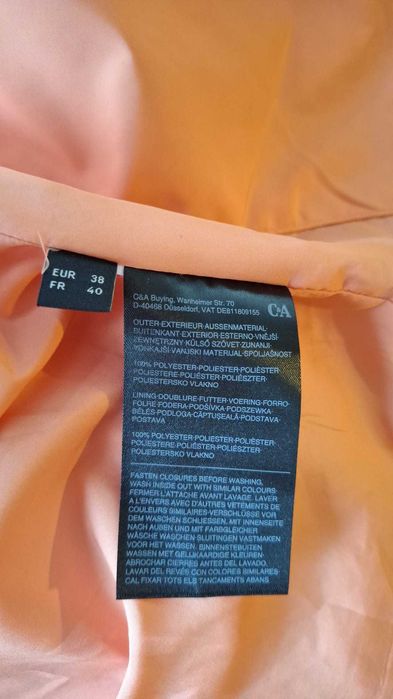 EUR 38
FR 40
C&A Buying, Wanheimer Str. 70
D-40468 Düsseldorf, VAT DE811809155
C&A
OUTER-EXTERIEUR-AUSSENMATERIAL-
BUITENKANT-EXTERIOR-ESTERNO-VNĚJŠÍ-
ZEWNĘTRZNY KÜLSŐ SZÖVET-ZUNANJI-
VONKAJŠÍ-VANJSKI MATERIJAL-SPOLJAŠNOST
100% POLYESTER-POLIESTER-POLIÉSTER
POLIESTERE-POLIÉSTER-POLIÉSZTER-
POLIESTERSKO VLAKNO
LINING-DOUBLURE-FUTTER-VOERING-FORRO-
FOLRE-FODERA-PODŠÍVKA-PODSZEWKA-
BÉLÉS-PODLOGA-CĂPTUŞEALĂ-PODSTAVA-
POSTAVA
100% POLYESTER-POLIESTER-POLIÉSTER
POLIESTERE-POLIÉSTER-POLIÉSZTER-
POLIESTERSKO VLAKNO
FASTEN CLOSURES BEFORE WASHING,
WASH INSIDE OUT WITH SIMILAR COLOURS.
FERMER L'ATTACHE AVANT LAVAGE. LAVER
A L'ENVERS AVEC D'AUTRES VETEMENTS DE
COULEURS SIMILAIRES-VERSCHLÜSSE VOR
DEM WASCHEN SCHLIESSEN. MIT INNENSEITE
NACH AUßEN UND MIT FARBGLEICHER
WÄSCHE WASCHEN SLUITINGEN VASTMAKEN
VOOR HET WASSEN. BINNENSTEBUITEN
WASSEN MET GELIJKAARDIGE KLEUREN-
ABROCHAR CIERRES ANTES DEL LAVADO.
LAVAR DEL REVÉS CON COLORES SIMILARES
CAL FIXAR TOTS ELS TANCAMENTS ABANS